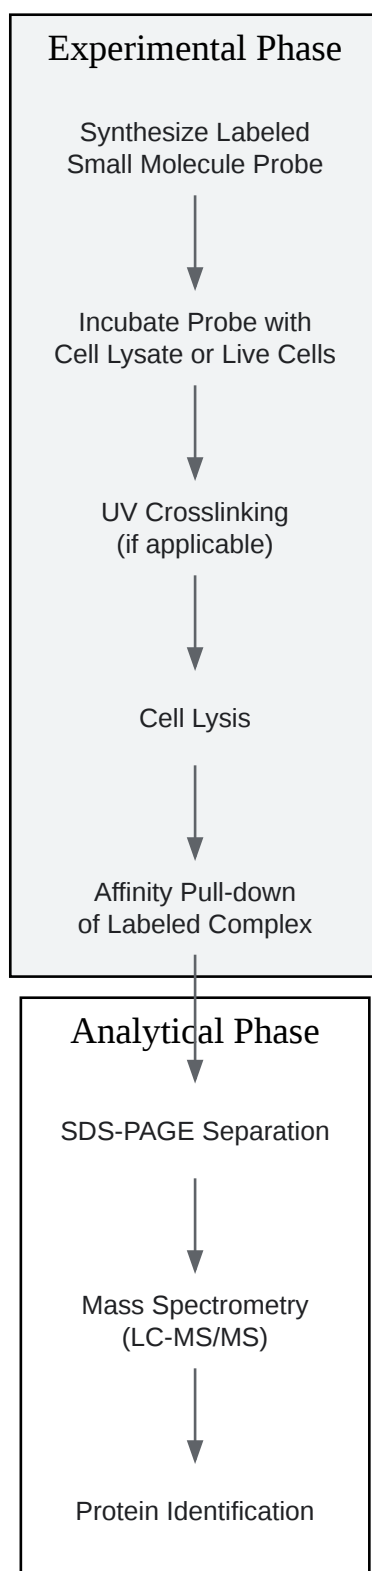 Experimental Phase
Synthesize Labeled
Small Molecule Probe
Incubate Probe with
Cell Lysate or Live Cells
UV Crosslinking
(if applicable)
Cell Lysis
Affinity Pull-down
of Labeled Complex
Analytical Phase
SDS-PAGE Separation
Mass Spectrometry
(LC-MS/MS)
Protein Identification